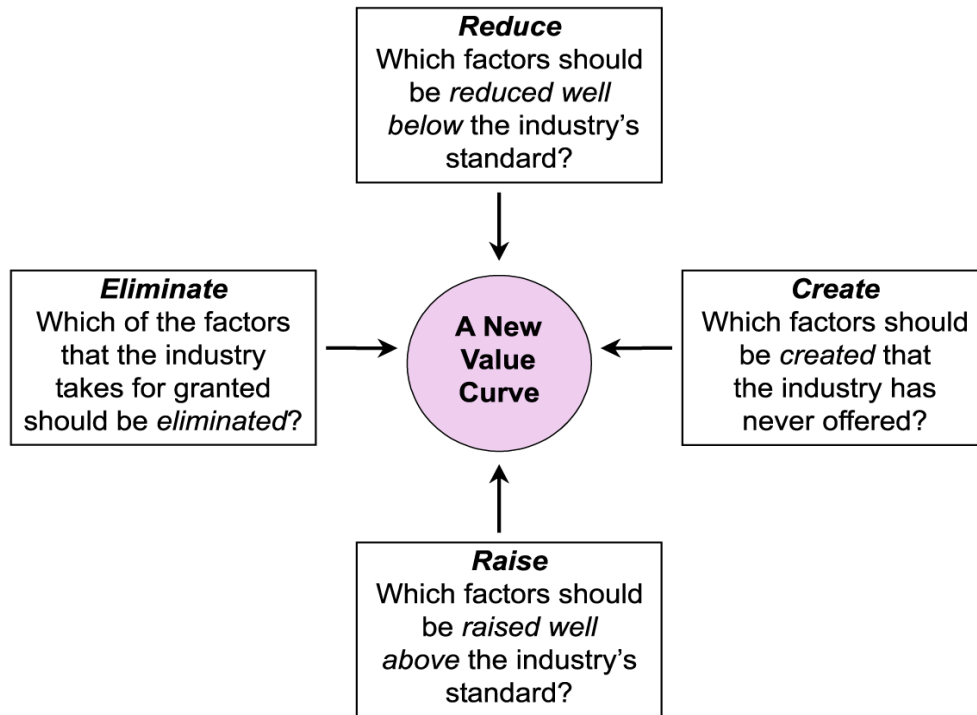 Reduce
Which factors should
be reduced well
below the industry’s
standard?
Eliminate
Which of the factors
that the industry
takes for granted
should be eliminated?
A New
Value
Curve
Create
Which factors should
be created that
the industry has
never offered?
Raise
Which factors should
be raised well
above the industry’s
standard?